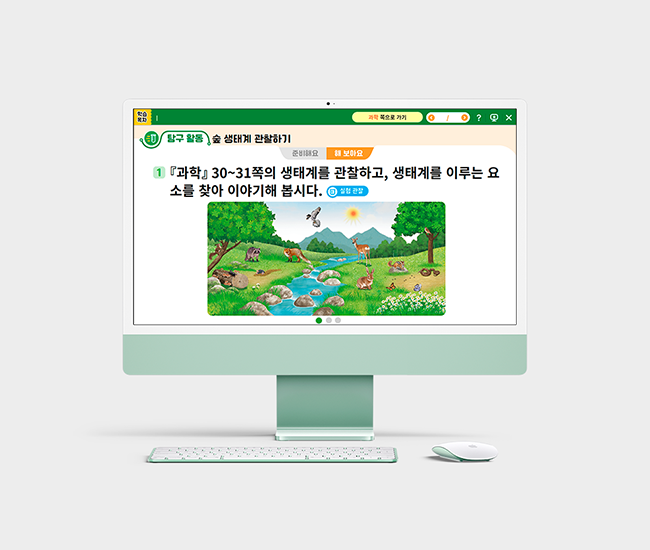 학습
목차
과학 쪽으로 가기
/
?
탐구 활동 숲 생태계 관찰하기
준비해요 해 보아요
1 『과학』 30~31쪽의 생태계를 관찰하고, 생태계를 이루는 요
소를 찾아 이야기해 봅시다. 실험 관찰